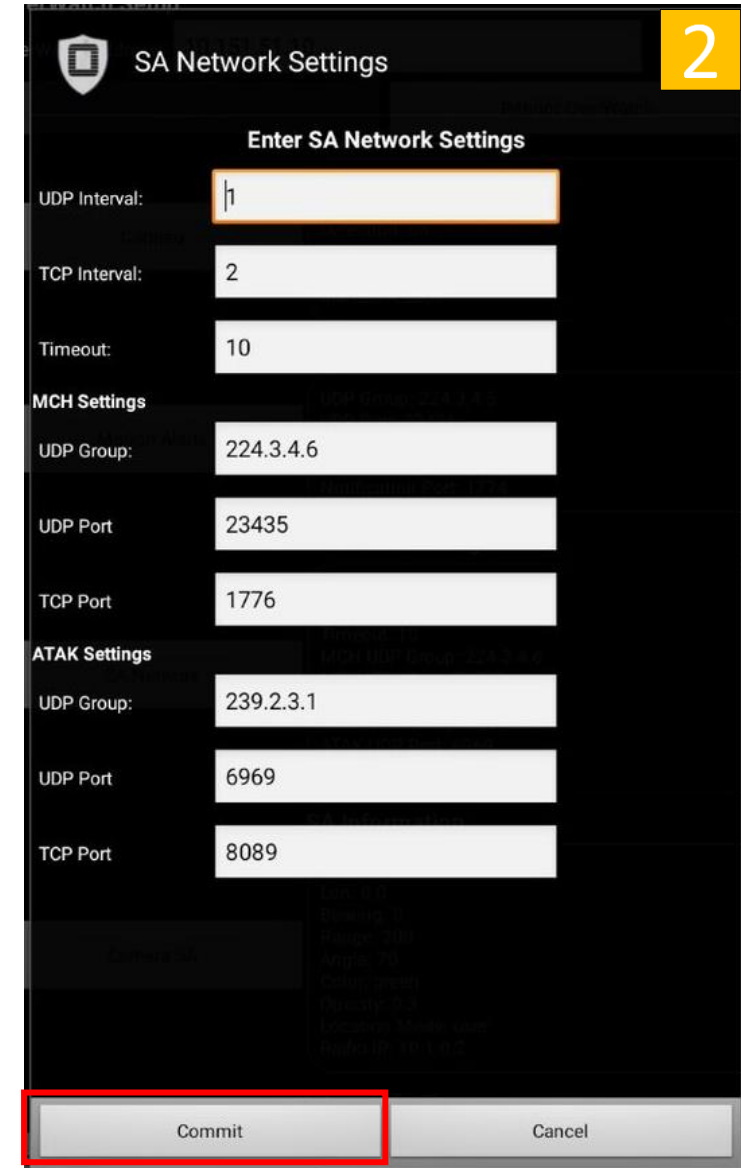 2
SA Network Settings
Enter SA Network Settings
UDP Interval: 1
TCP Interval: 2
Timeout: 10
MCH Settings
UDP Group: 224.3.4.6
UDP Port 23435
TCP Port 1776
ATAK Settings
UDP Group: 239.2.3.1
UDP Port 6969
TCP Port 8089
Commit Cancel